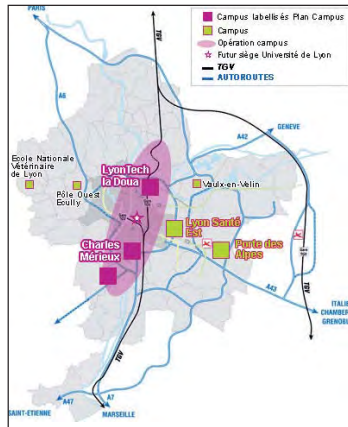 Campus labellisés Plan Campus
Campus
Opération campus
Futur siège Université de Lyon
TGV
AUTOROUTES
PARIS
TGV
A6
A42
GENEVE
Ecole Nationale
Vétérinaire
de Lyon
Pôle Ouest
Ecully
LyonTech
la Doua
Vaulx-en-Velin
Lyon Santé
Est
Charles
Mérieux
Porte des
Alpes
TGV
A43
ITALIE
CHAMBERY
GRENOBLE
TGV
A47
A7
SAINT-ETIENNE
MARSEILLE